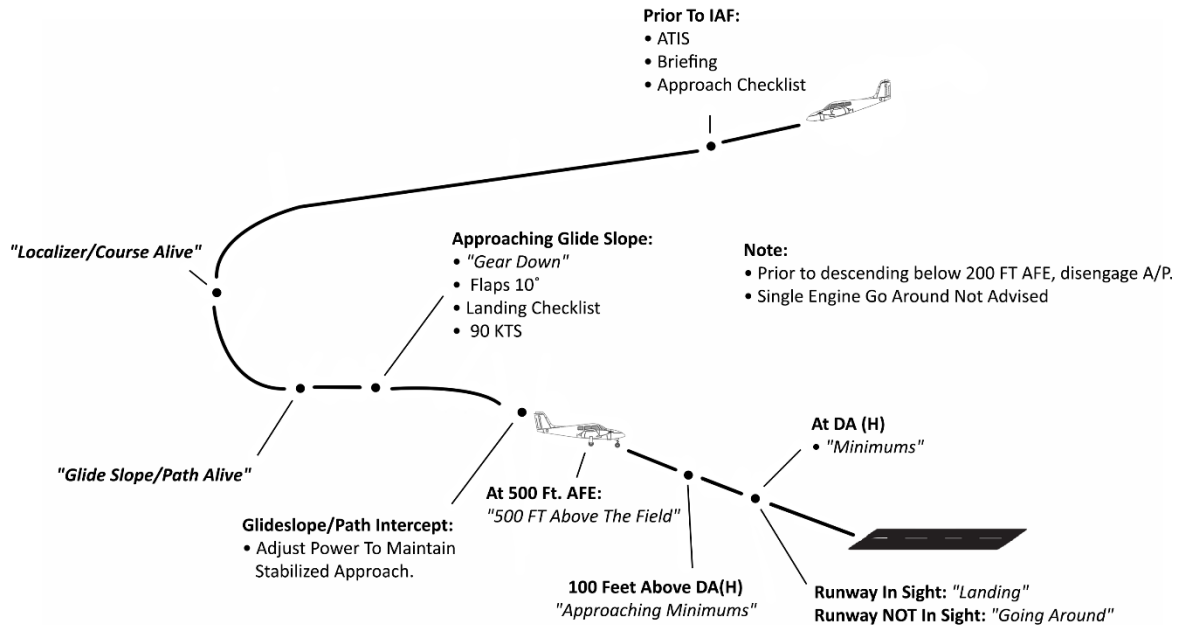 Prior To IAF:
• ATIS
• Briefing
• Approach Checklist
"Localizer/Course Alive"
Approaching Glide Slope:
• "Gear Down"
• Flaps 10˚
• Landing Checklist
• 90 KTS
Note:
• Prior to descending below 200 FT AFE, disengage A/P.
• Single Engine Go Around Not Advised
"Glide Slope/Path Alive"
Glideslope/Path Intercept:
• Adjust Power To Maintain
Stabilized Approach.
At 500 Ft. AFE:
"500 FT Above The Field"
At DA (H)
• "Minimums"
100 Feet Above DA(H)
"Approaching Minimums"
Runway In Sight: "Landing"
Runway NOT In Sight: "Going Around"